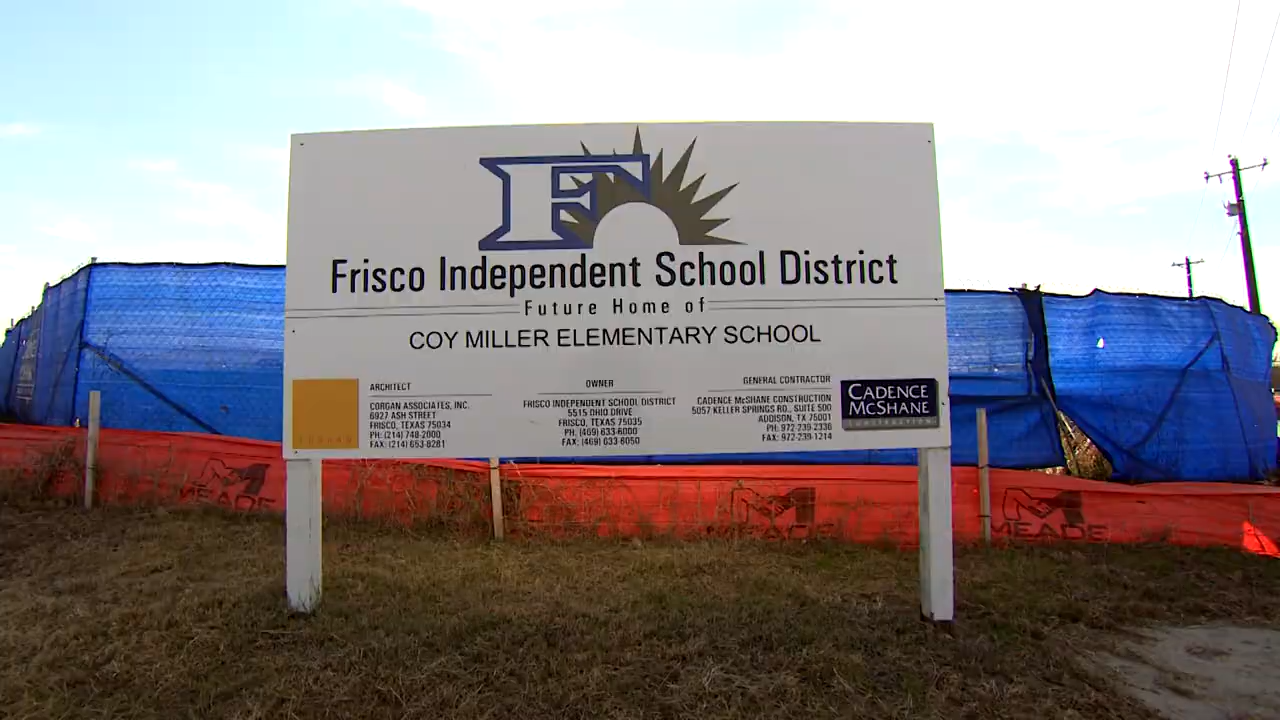 F
Frisco Independent School District
Future Home of
COY MILLER ELEMENTARY SCHOOL
ARCHITECT
CORGAN ASSOCIATES, INC.
6927 ASH STREET
FRISCO, TEXAS 75034
PH: (214) 748-2000
FAX: (214) 653-8281
OWNER
FRISCO INDEPENDENT SCHOOL DISTRICT
5515 OHIO DRIVE
FRISCO, TEXAS 75035
PH. (469) 633-6000
FAX: (469) 633-6050
GENERAL CONTRACTOR
CADENCE McSHANE CONSTRUCTION
5057 KELLER SPRINGS RD., SUITE 500
ADDISON, TX 75001
PH: 972-239-2336
FAX: 972-239-1214
CADENCE
MCSHANE
CONSTRUCTION
CORGAN
MEADE
MEADE
MEADE